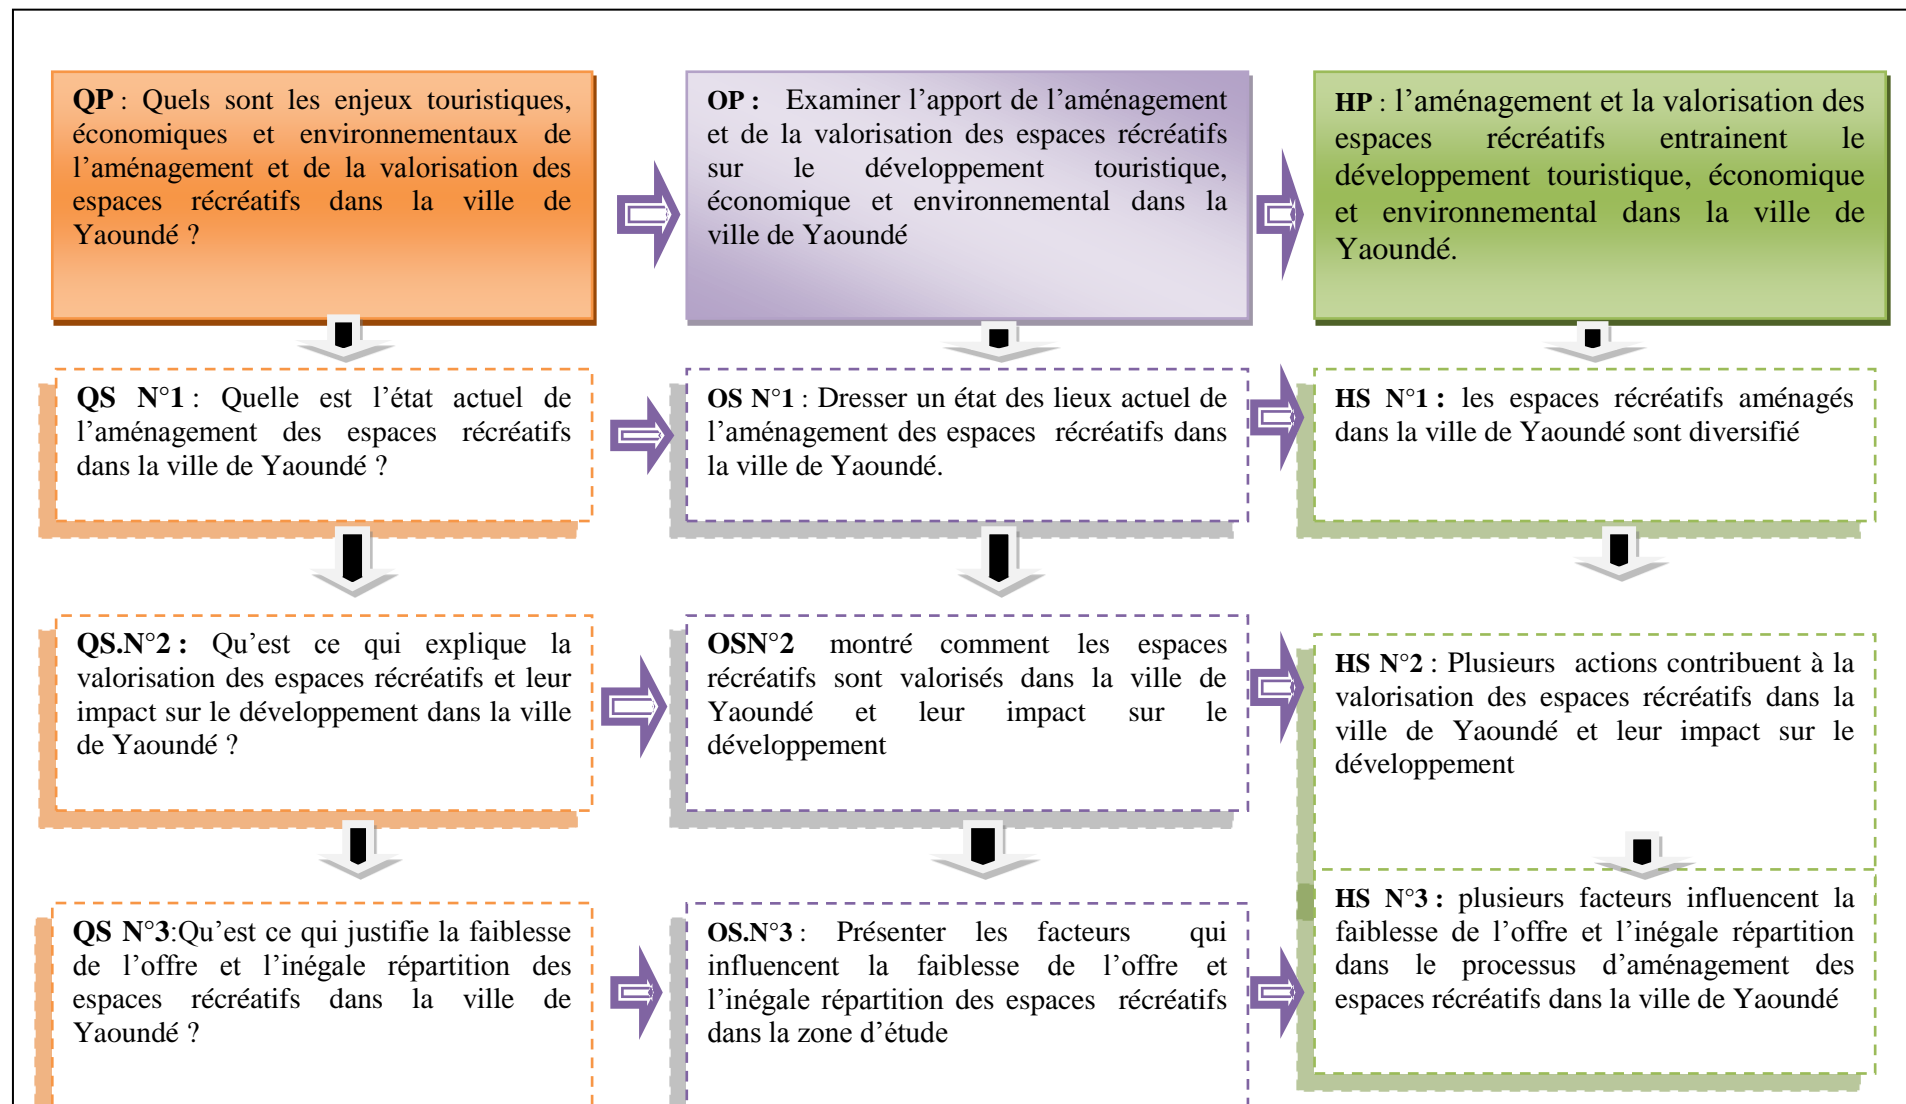 QP : Quels sont les enjeux touristiques,
économiques et environnementaux de
l’aménagement et de la valorisation des
espaces récréatifs dans la ville de
Yaoundé ?
OP : Examiner l’apport de l’aménagement
et de la valorisation des espaces récréatifs
sur le développement touristique,
économique et environnemental dans la
ville de Yaoundé
HP : l’aménagement et la valorisation des
espaces récréatifs entrainent le
développement touristique, économique
et environnemental dans la ville de
Yaoundé.
QS N°1 : Quelle est l’état actuel de
l’aménagement des espaces récréatifs
dans la ville de Yaoundé ?
OS N°1 : Dresser un état des lieux actuel de
l’aménagement des espaces récréatifs dans
la ville de Yaoundé.
HS N°1 : les espaces récréatifs aménagés
dans la ville de Yaoundé sont diversifié
QS.N°2 : Qu’est ce qui explique la
valorisation des espaces récréatifs et leur
impact sur le développement dans la ville
de Yaoundé ?
OSN°2 montré comment les espaces
récréatifs sont valorisés dans la ville de
Yaoundé et leur impact sur le
développement
HS N°2 : Plusieurs actions contribuent à la
valorisation des espaces récréatifs dans la
ville de Yaoundé et leur impact sur le
développement
QS N°3:Qu’est ce qui justifie la faiblesse
de l’offre et l’inégale répartition des
espaces récréatifs dans la ville de
Yaoundé ?
OS.N°3 : Présenter les facteurs qui
influencent la faiblesse de l’offre et
l’inégale répartition des espaces récréatifs
dans la zone d’étude
HS N°3 : plusieurs facteurs influencent la
faiblesse de l’offre et l’inégale répartition
dans le processus d’aménagement des
espaces récréatifs dans la ville de Yaoundé